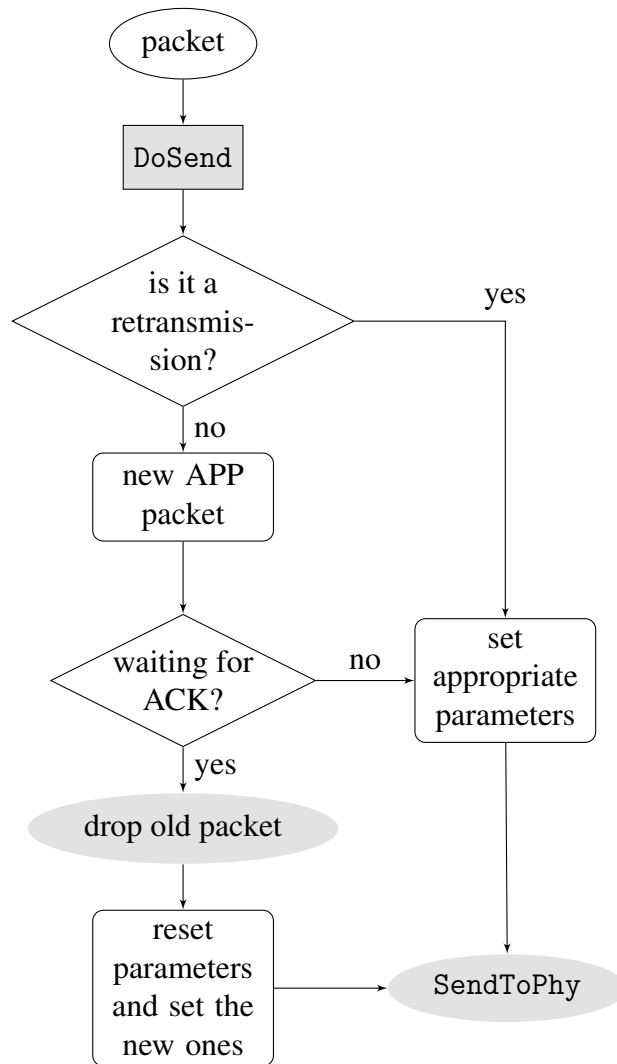 packet
DoSend
is it a
retransmis-
sion?
yes
no
new APP
packet
waiting for
ACK?
no
set
appropriate
parameters
yes
drop old packet
reset
parameters
and set the
new ones
SendToPhy